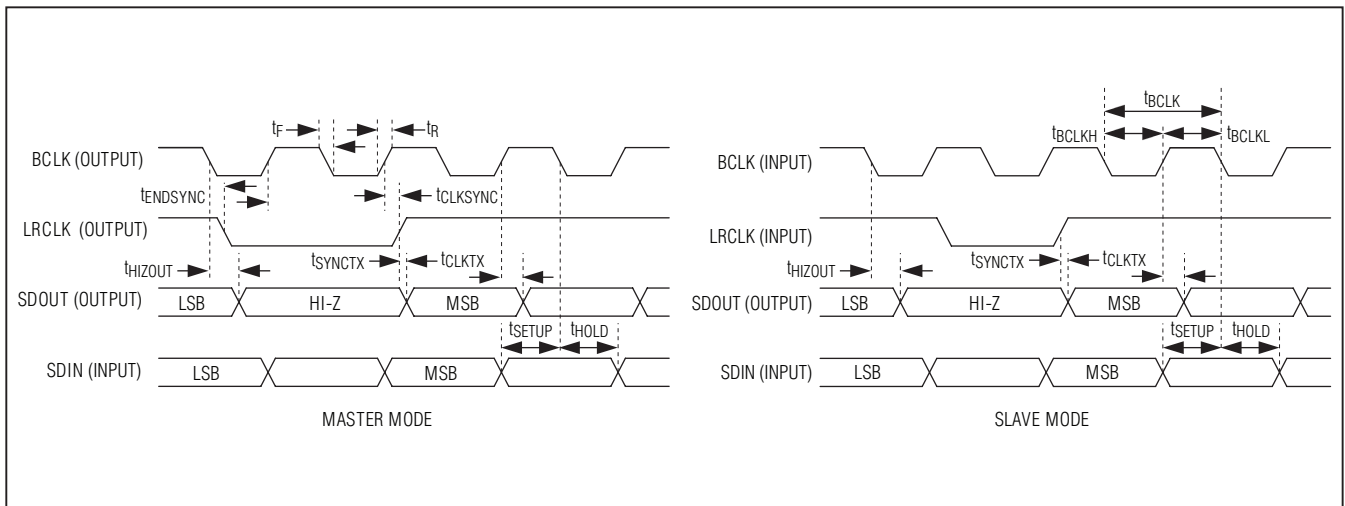 tF
tR
BCLK (OUTPUT)
tENDSYNC
tCLKSYNC
LRCLK (OUTPUT)
tHIZOUT
tSYNCTX
tCLKTX
SDOUT (OUTPUT)
LSB
HI-Z
MSB
tSETUP
tHOLD
SDIN (INPUT)
LSB
MSB
MASTER MODE
tBCLK
tBCLKH
tBCLKL
BCLK (INPUT)
LRCLK (INPUT)
tHIZOUT
tSYNCTX
tCLKTX
SDOUT (OUTPUT)
LSB
HI-Z
MSB
tSETUP
tHOLD
SDIN (INPUT)
LSB
MSB
SLAVE MODE